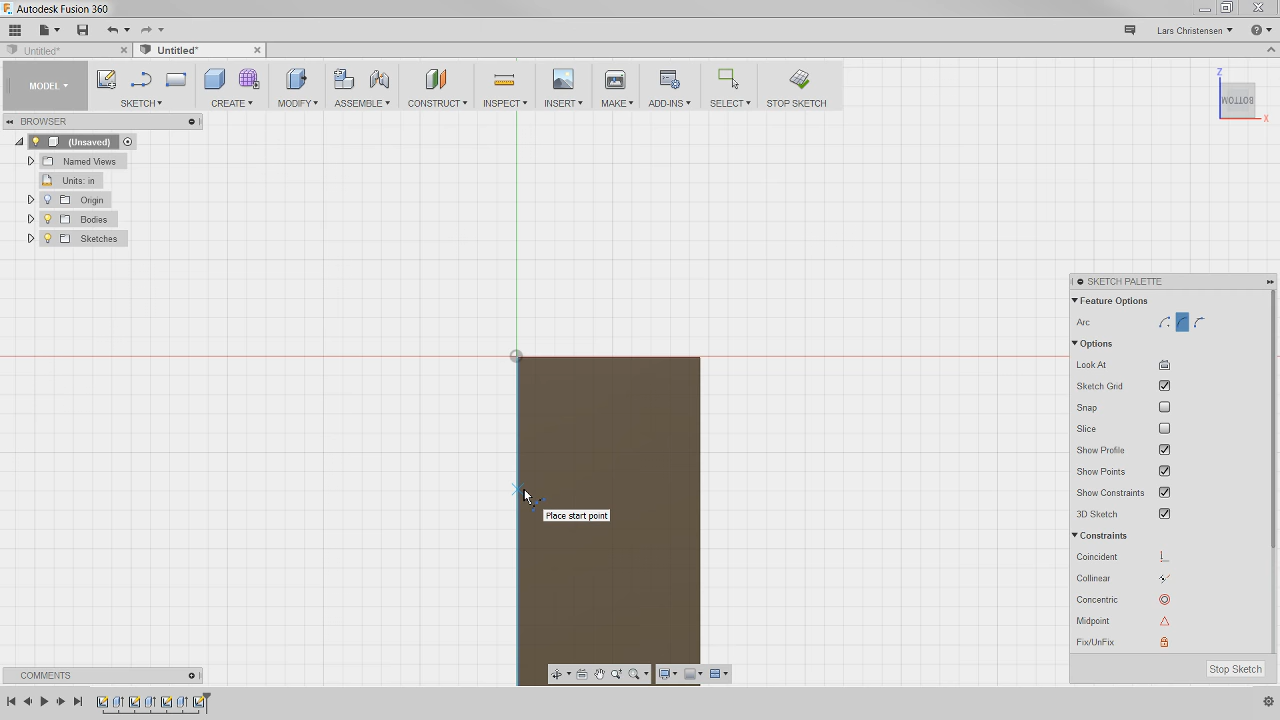 Autodesk Fusion 360
Lars Christensen
Untitled*
Untitled*
MODEL
SKETCH
CREATE
MODIFY
ASSEMBLE
CONSTRUCT
INSPECT
INSERT
MAKE
ADD-INS
SELECT
STOP SKETCH
Z
BOTTOM
X
BROWSER
(Unsaved)
Named Views
Units: in
Origin
Bodies
Sketches
Place start point
SKETCH PALETTE
Feature Options
Arc
Options
Look At
Sketch Grid
Snap
Slice
Show Profile
Show Points
Show Constraints
3D Sketch
Constraints
Coincident
Collinear
Concentric
Midpoint
Fix/UnFix
Stop Sketch
COMMENTS